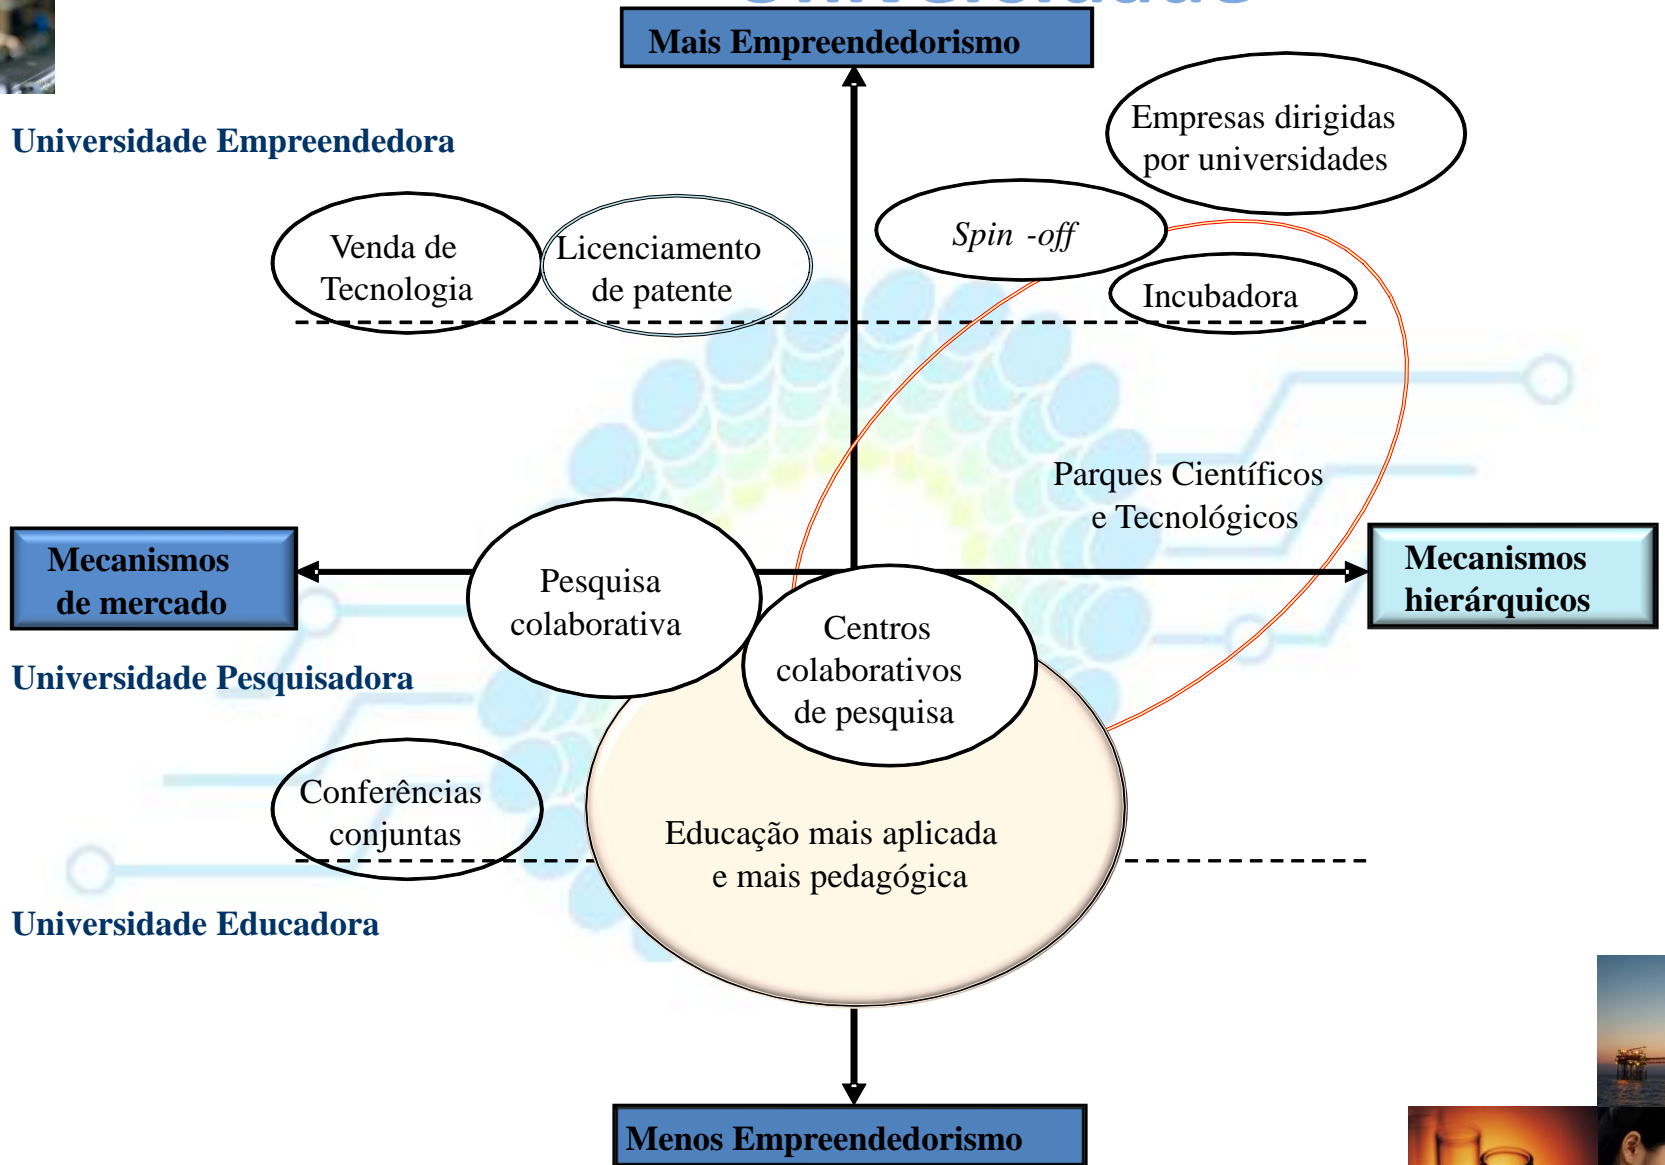 Mais Empreendedorismo
Empresas dirigidas
por universidades
Universidade Empreendedora
Venda de
Tecnologia
Licenciamento
de patente
Spin -off
Incubadora
Parques Científicos
e Tecnológicos
Mecanismos
de mercado
Pesquisa
colaborativa
Mecanismos
hierárquicos
Centros
colaborativos
de pesquisa
Universidade Pesquisadora
Conferências
conjuntas
Educação mais aplicada
e mais pedagógica
Universidade Educadora
Menos Empreendedorismo